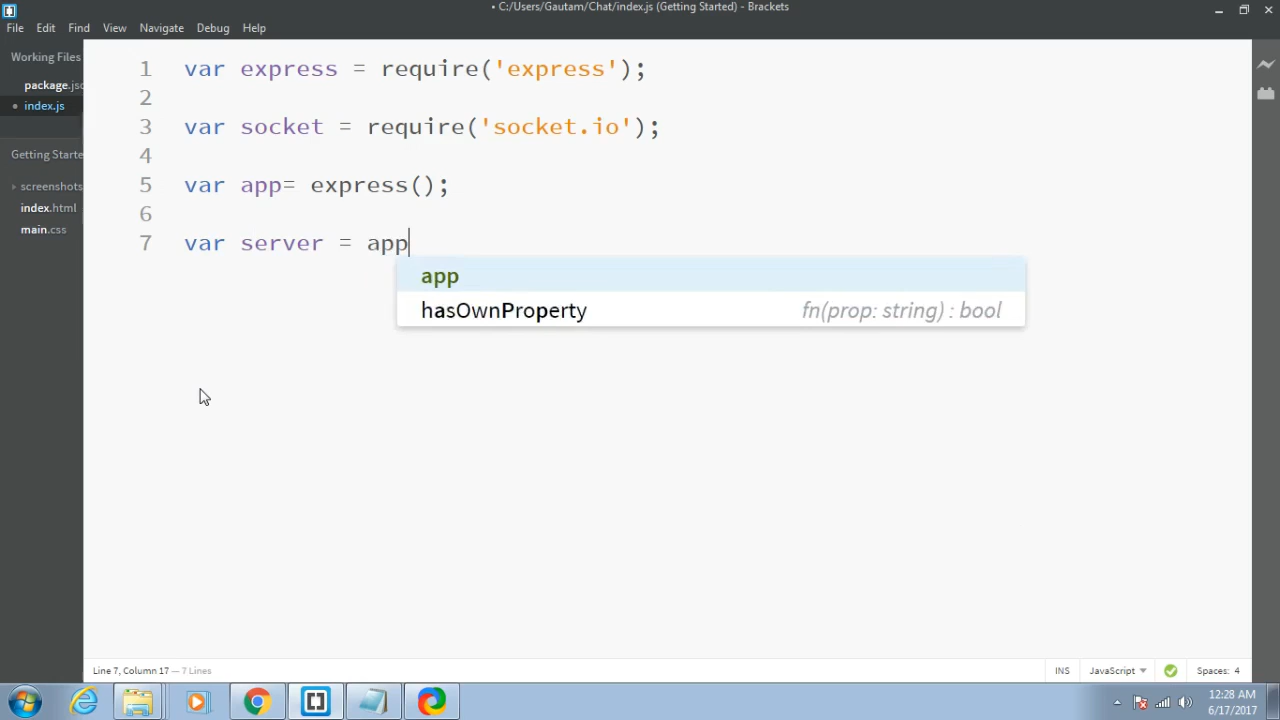 • C:/Users/Gautam/Chat/index.js (Getting Started) - Brackets
File Edit Find View Navigate Debug Help
Working Files
package.jsc
• index.js
Getting Starte
screenshots
index.html
main.css
1 var express = require('express');
2
3 var socket = require('socket.io');
4
5 var app= express();
6
7 var server = app
app
hasOwnProperty fn(prop: string) : bool
Line 7, Column 17 — 7 Lines
INS JavaScript Spaces: 4
12:28 AM
6/17/2017